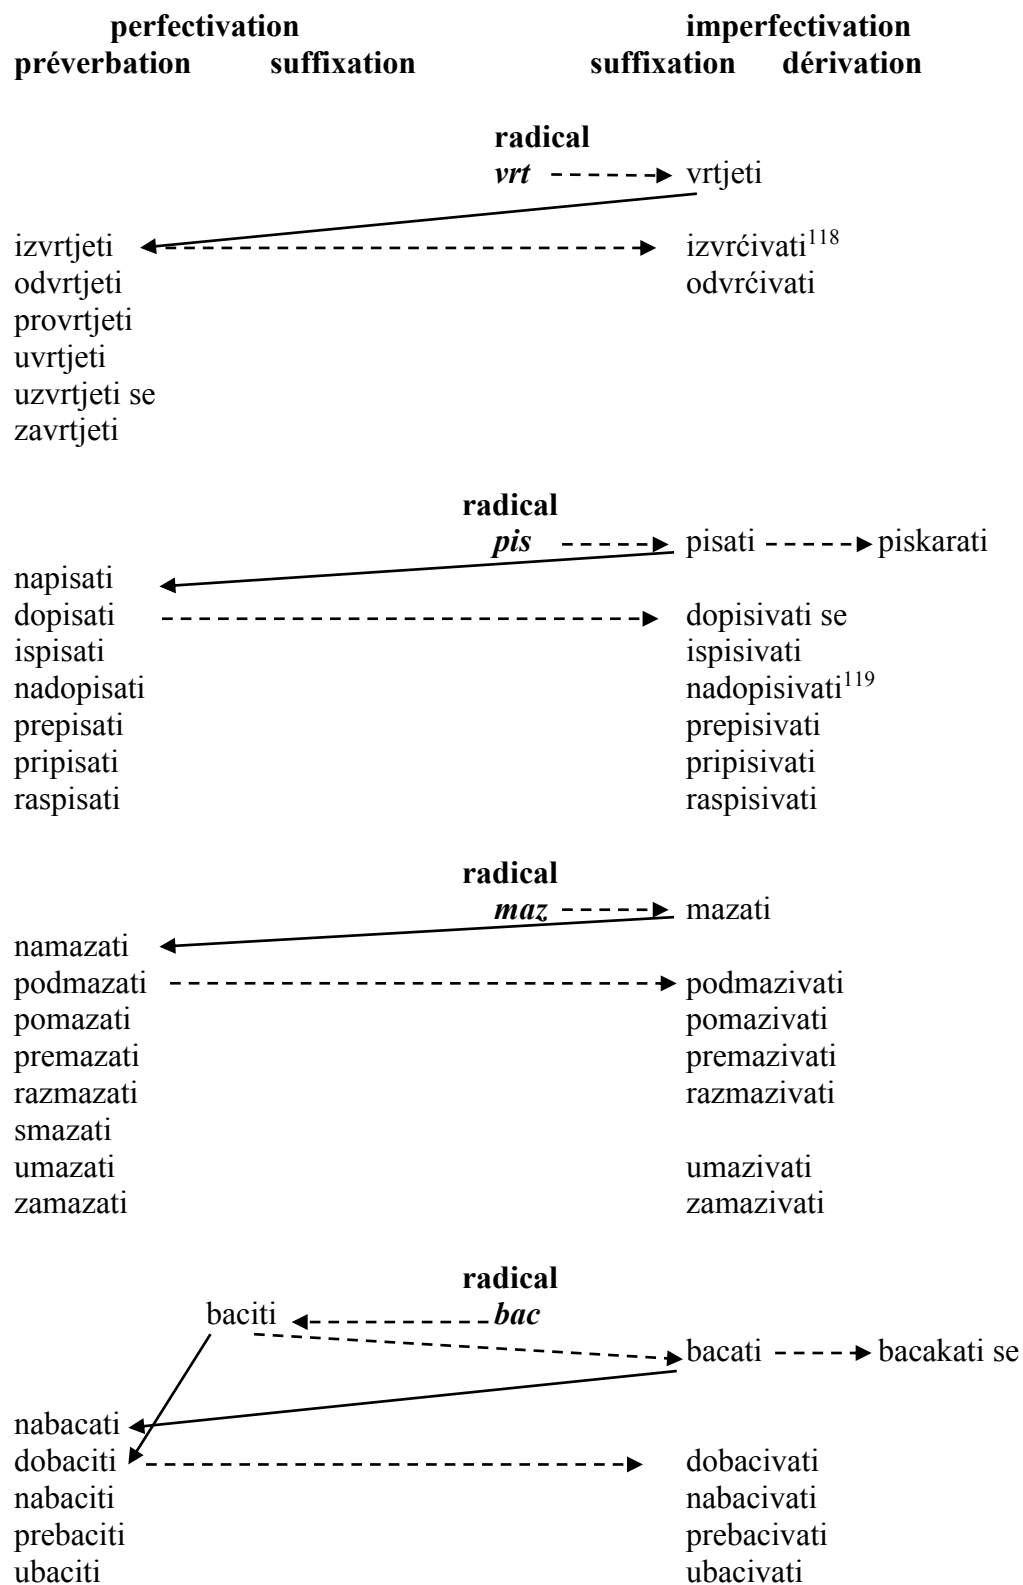 perfectivation imperfectivation
préverbation suffixation suffixation dérivation
radical
vrt vrtjeti
izvrtjeti izvrćivati118
odvrtjeti odvrćivati
provrtjeti
uvrtjeti
uzvrtjeti se
zavrtjeti
radical
pis pisati piskarati
napisati
dopisati dopisivati se
ispisati ispisivati
nadopisati nadopisivati119
prepisati prepisivati
pripisati pripisivati
raspisati raspisivati
radical
maz mazati
namazati
podmazati podmazivati
pomazati pomazivati
premazati premazivati
razmazati razmazivati
smazati
umazati umazivati
zamazati zamazivati
radical
baciti bac
bacati bacakati se
nabacati
dobaciti dobacivati
nabaciti nabacivati
prebaciti prebacivati
ubaciti ubacivati